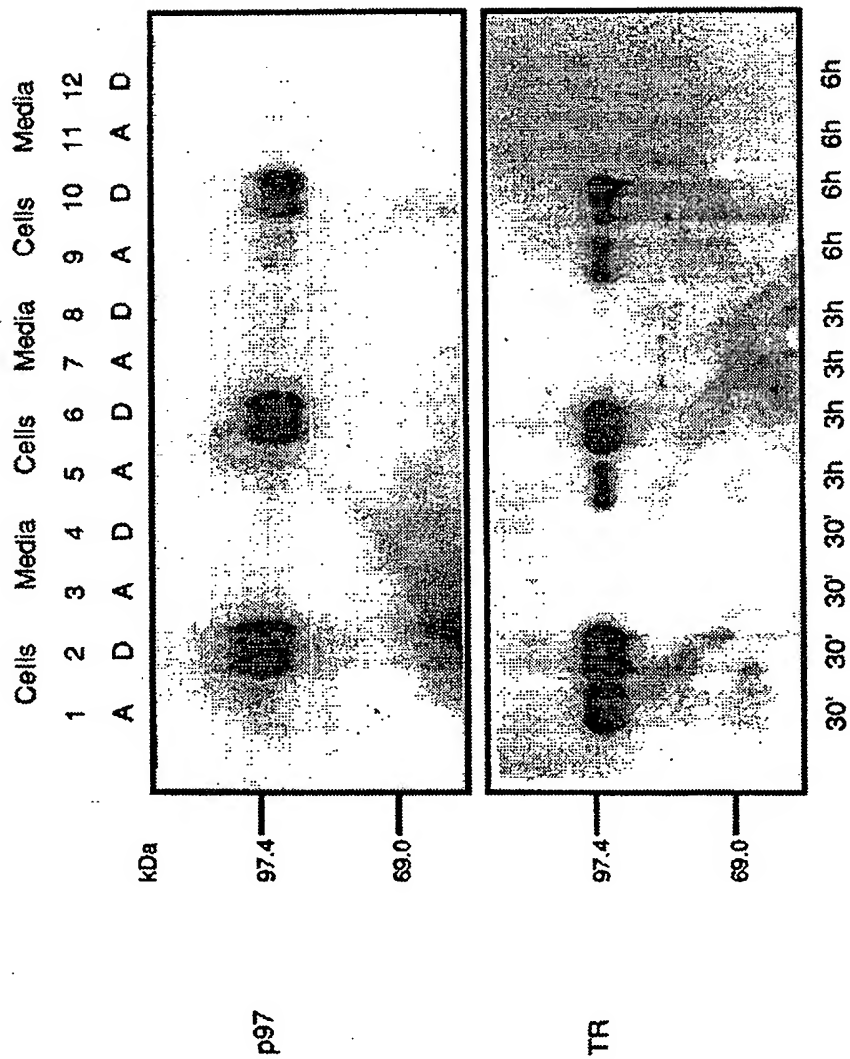 Cells Media Cells Media Cells Media
1 2 3 4 5 6 7 8 9 10 11 12
A D A D A D A D A D A D
kDa
p97
97.4
69.0
TR
97.4
69.0
30' 30' 30' 30' 3h 3h 3h 3h 6h 6h 6h 6h